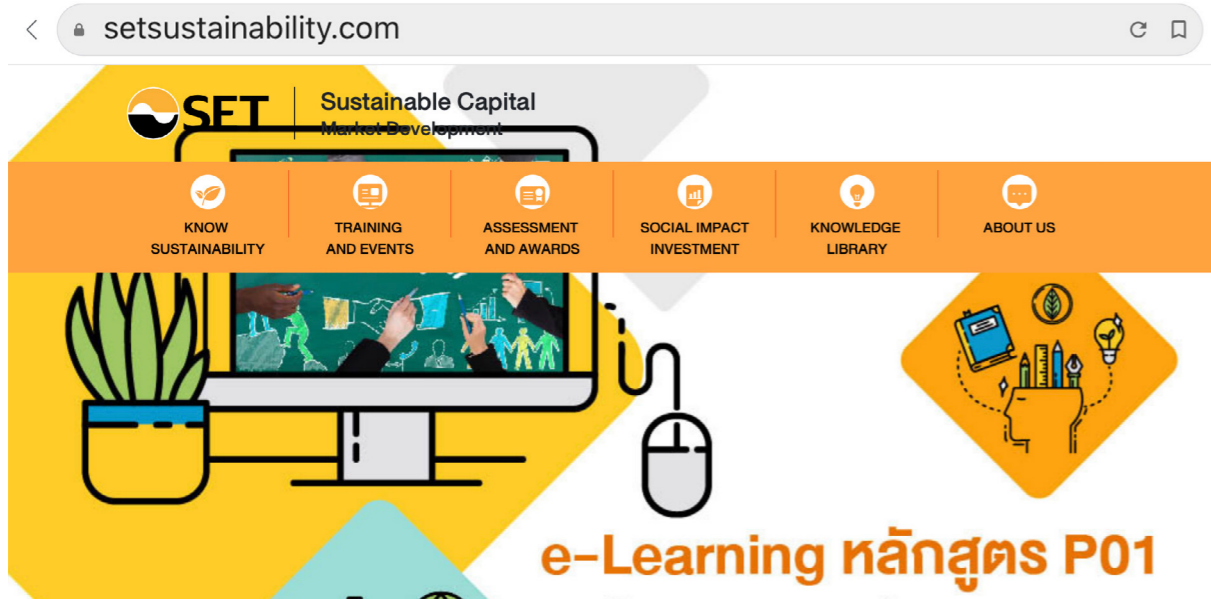 setsustainability.com
SET
Sustainable Capital
Market Development
KNOW
SUSTAINABILITY
TRAINING
AND EVENTS
ASSESSMENT
AND AWARDS
SOCIAL IMPACT
INVESTMENT
KNOWLEDGE
LIBRARY
ABOUT US
e-Learning หลักสูตร P01